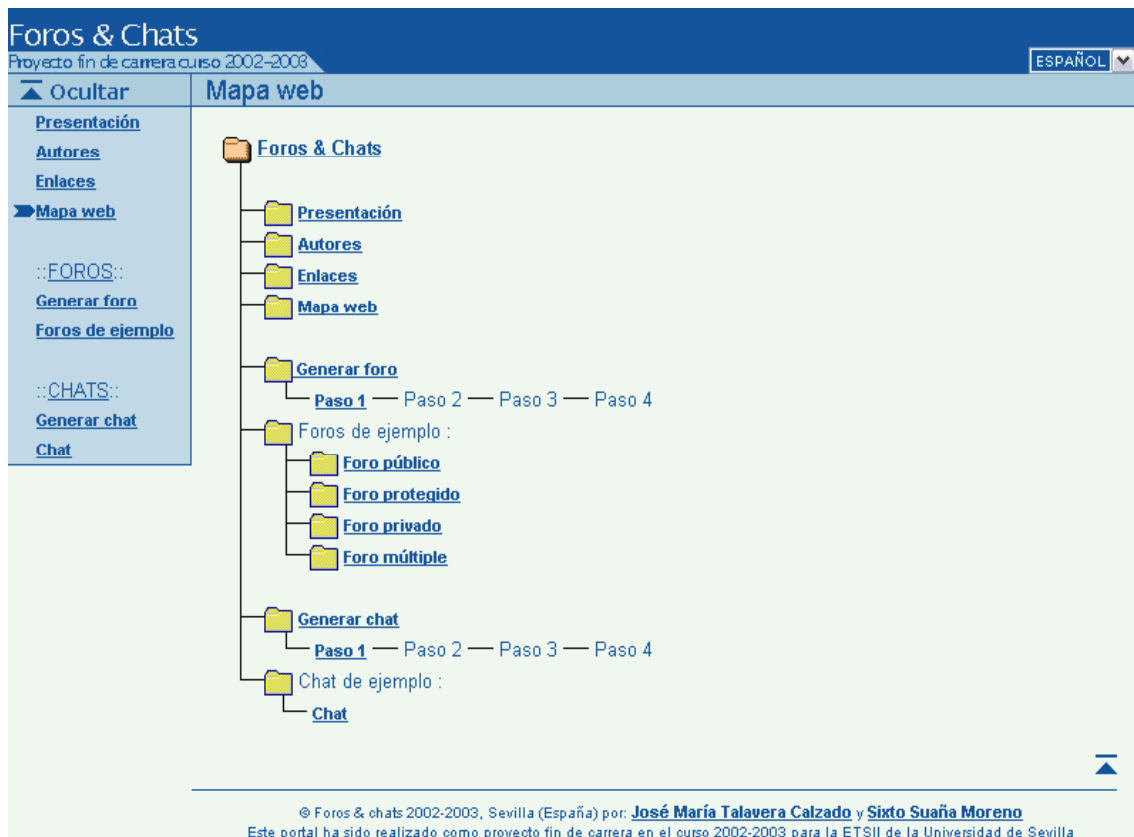 Foros & Chats
Proyecto fin de carrera curso 2002-2003
ESPAÑOL
Ocultar
Mapa web
Presentación
Autores
Enlaces
Mapa web
::FOROS::
Generar foro
Foros de ejemplo
::CHATS::
Generar chat
Chat
Foros & Chats
Presentación
Autores
Enlaces
Mapa web
Generar foro
Paso 1 — Paso 2 — Paso 3 — Paso 4
Foros de ejemplo :
Foro público
Foro protegido
Foro privado
Foro múltiple
Generar chat
Paso 1 — Paso 2 — Paso 3 — Paso 4
Chat de ejemplo :
Chat
© Foros & chats 2002-2003, Sevilla (España) por: José María Talavera Calzado y Sixto Suaña Moreno
Este portal ha sido realizado como proyecto fin de carrera en el curso 2002-2003 para la ETSII de la Universidad de Sevilla